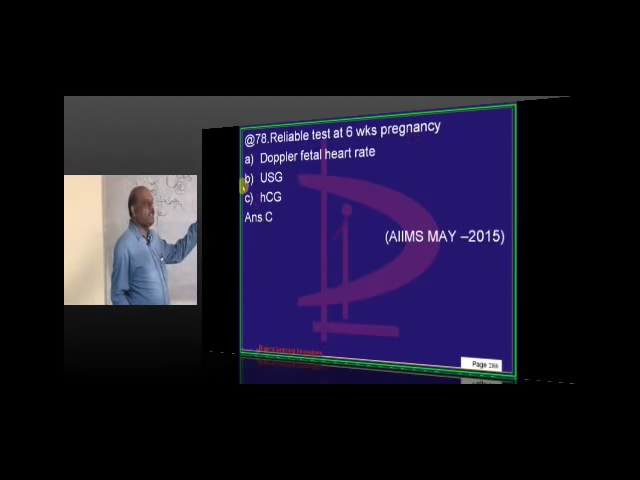 @78.Reliable test at 6 wks pregnancy
a) Doppler fetal heart rate
b) USG
c) hCG
Ans C
(AIIMS MAY –2015)
Page 286